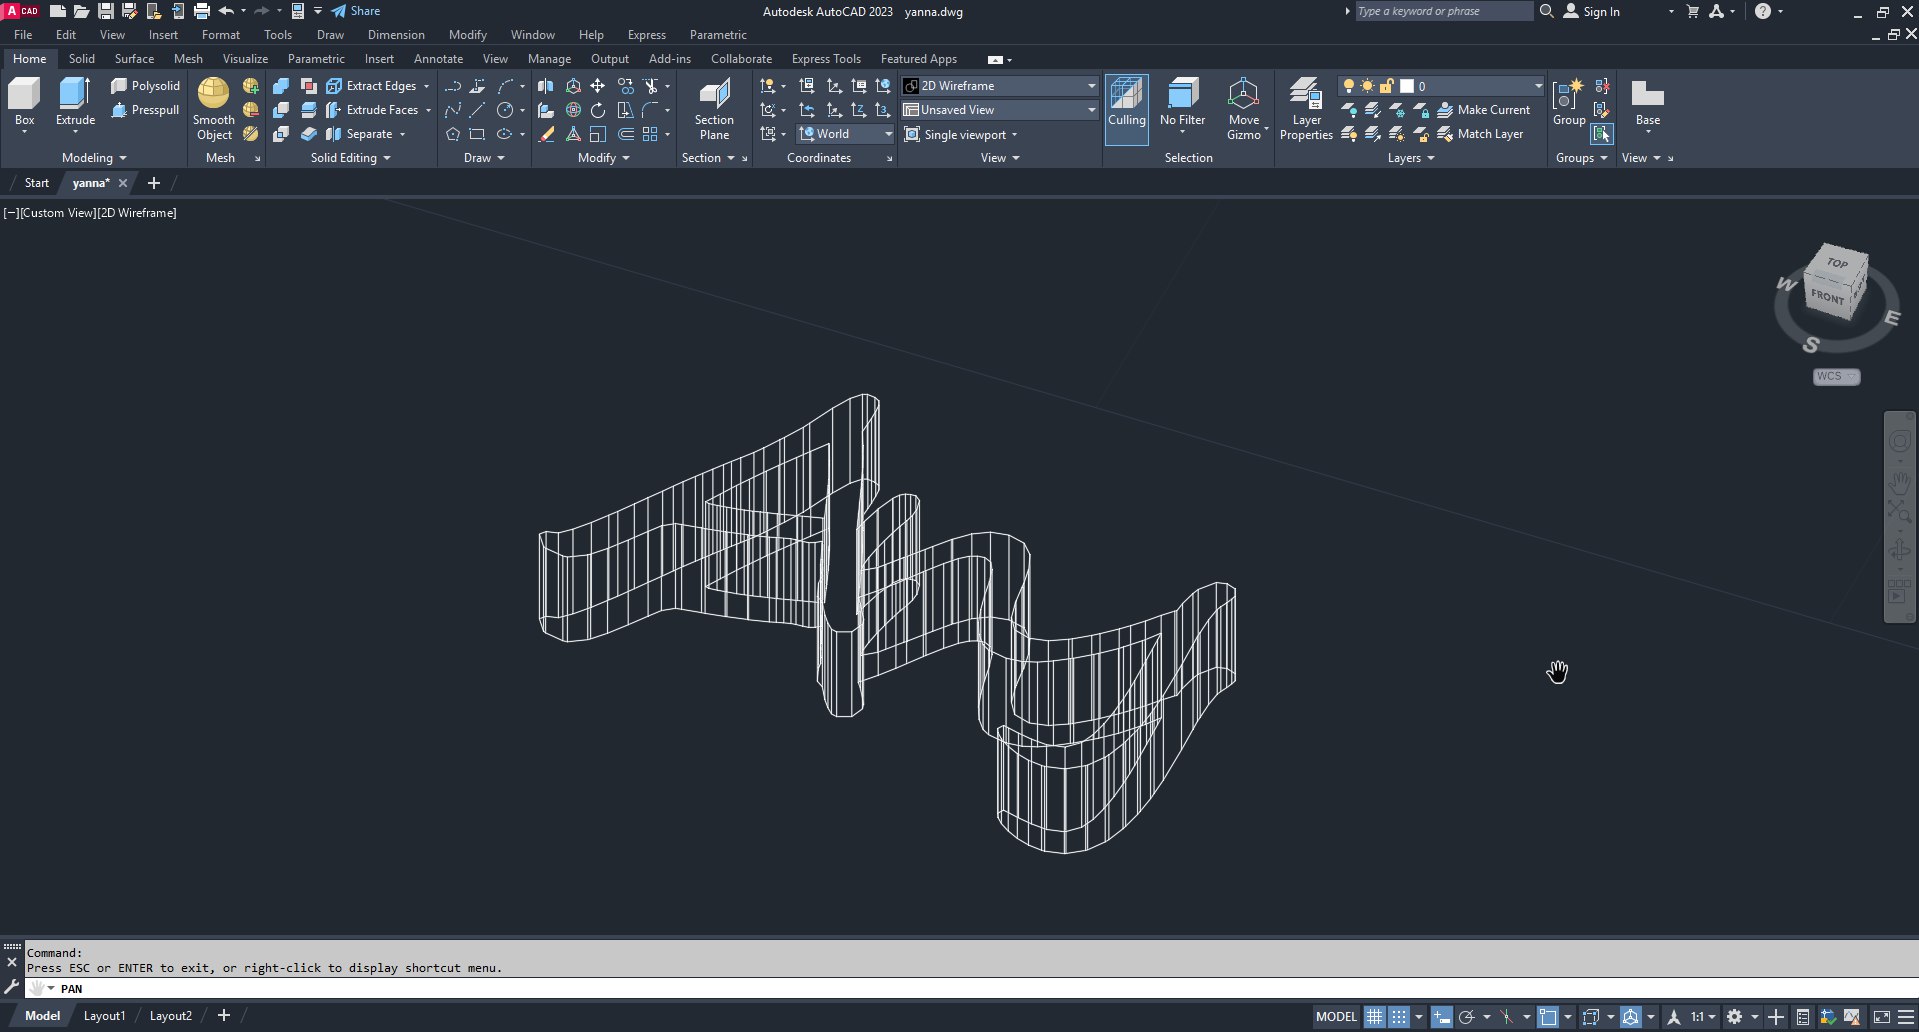 A CAD Share Autodesk AutoCAD 2023 yanna.dwg Type a keyword or phrase Sign In
File Edit View Insert Format Tools Draw Dimension Modify Window Help Express Parametric
Home Solid Surface Mesh Visualize Parametric Insert Annotate View Manage Output Add-ins Collaborate Express Tools Featured Apps
Polysolid Extract Edges 2D Wireframe 0
Presspull Extrude Faces Unsaved View Make Current
Box Extrude Smooth Object Separate Section Plane World Single viewport Culling No Filter Move Gizmo Layer Properties Match Layer Group Base
Modeling Mesh Solid Editing Draw Modify Section Coordinates View Selection Layers Groups View
Start yanna*
[−][Custom View][2D Wireframe]
TOP
FRONT
W
E
S
WCS
Command:
Press ESC or ENTER to exit, or right-click to display shortcut menu.
PAN
Model Layout1 Layout2 MODEL 1:1